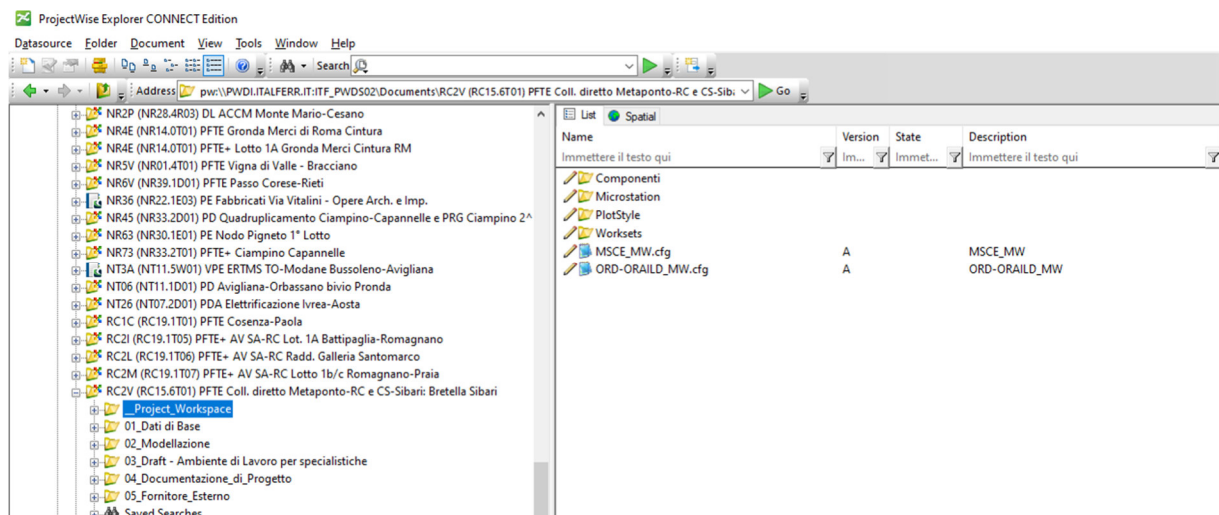 ProjectWise Explorer CONNECT Edition
Datasource Folder Document View Tools Window Help
Search
Address pw:\\PWDI.ITALFERR.IT:ITF_PWDS02\Documents\RC2V (RC15.6T01) PFTE Coll. diretto Metaponto-RC e CS-Siba Go
NR2P (NR28.4R03) DL ACCM Monte Mario-Cesano
NR4E (NR14.0T01) PFTE Gronda Merci di Roma Cintura
NR4E (NR14.0T01) PFTE+ Lotto 1A Gronda Merci Cintura RM
NR5V (NR01.4T01) PFTE Vigna di Valle - Bracciano
NR6V (NR39.1D01) PFTE Passo Corese-Rieti
NR36 (NR22.1E03) PE Fabbricati Via Vitalini - Opere Arch. e Imp.
NR45 (NR33.2D01) PD Quadruplicamento Ciampino-Capannelle e PRG Ciampino 2^
NR63 (NR30.1E01) PE Nodo Pigneto 1° Lotto
NR73 (NR33.2T01) PFTE+ Ciampino Capannelle
NT3A (NT11.5W01) VPE ERTMS TO-Modane Bussoleno-Avigliana
NT06 (NT11.1D01) PD Avigliana-Orbassano bivio Pronda
NT26 (NT07.2D01) PDA Elettrificazione Ivrea-Aosta
RC1C (RC19.1T01) PFTE Cosenza-Paola
RC2I (RC19.1T05) PFTE+ AV SA-RC Lot. 1A Battipaglia-Romagnano
RC2L (RC19.1T06) PFTE+ AV SA-RC Radd. Galleria Santomarco
RC2M (RC19.1T07) PFTE+ AV SA-RC Lotto 1b/c Romagnano-Praia
RC2V (RC15.6T01) PFTE Coll. diretto Metaponto-RC e CS-Sibari: Bretella Sibari
__Project_Workspace
01_Dati di Base
02_Modellazione
03_Draft - Ambiente di Lavoro per specialistiche
04_Documentazione_di_Progetto
05_Fornitore_Esterno
Saved Searches
List Spatial
Name Version State Description
Immettere il testo qui Im... Immet... Immettere il testo qui
Componenti
Microstation
PlotStyle
Worksets
MSCE_MW.cfg A MSCE_MW
ORD-ORAILD_MW.cfg A ORD-ORAILD_MW